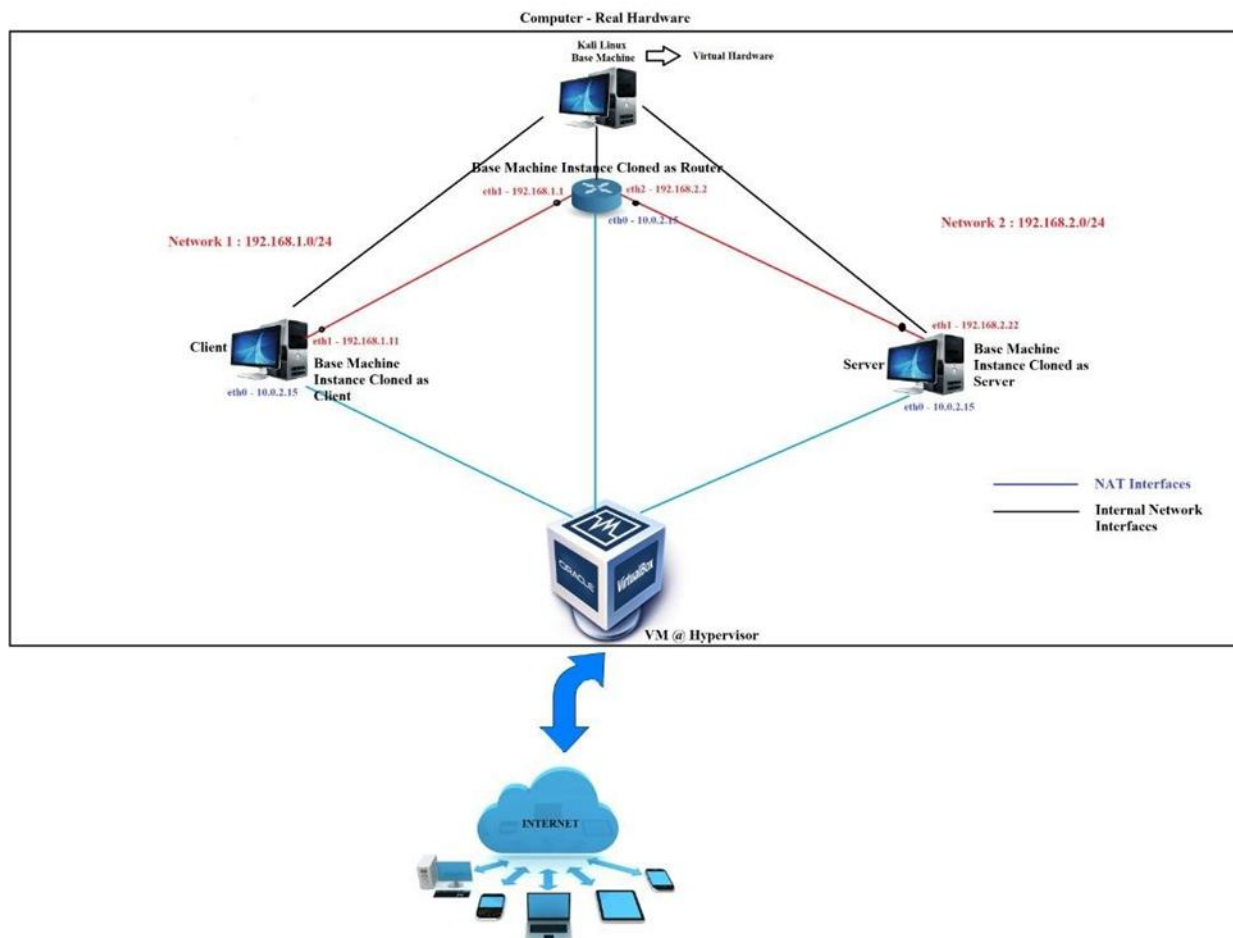 Computer - Real Hardware
Kali Linux
Base Machine
Virtual Hardware
Base Machine Instance Cloned as Router
eth1 - 192.168.1.1
eth2 - 192.168.2.2
eth0 - 10.0.2.15
Network 1 : 192.168.1.0/24
Network 2 : 192.168.2.0/24
Client
eth1 - 192.168.1.11
Base Machine
Instance Cloned as
Client
eth0 - 10.0.2.15
eth1 - 192.168.2.22
Server
Base Machine
Instance Cloned as
Server
eth0 - 10.0.2.15
NAT Interfaces
Internal Network
Interfaces
VM
ORACLE
VirtualBox
VM @ Hypervisor
INTERNET